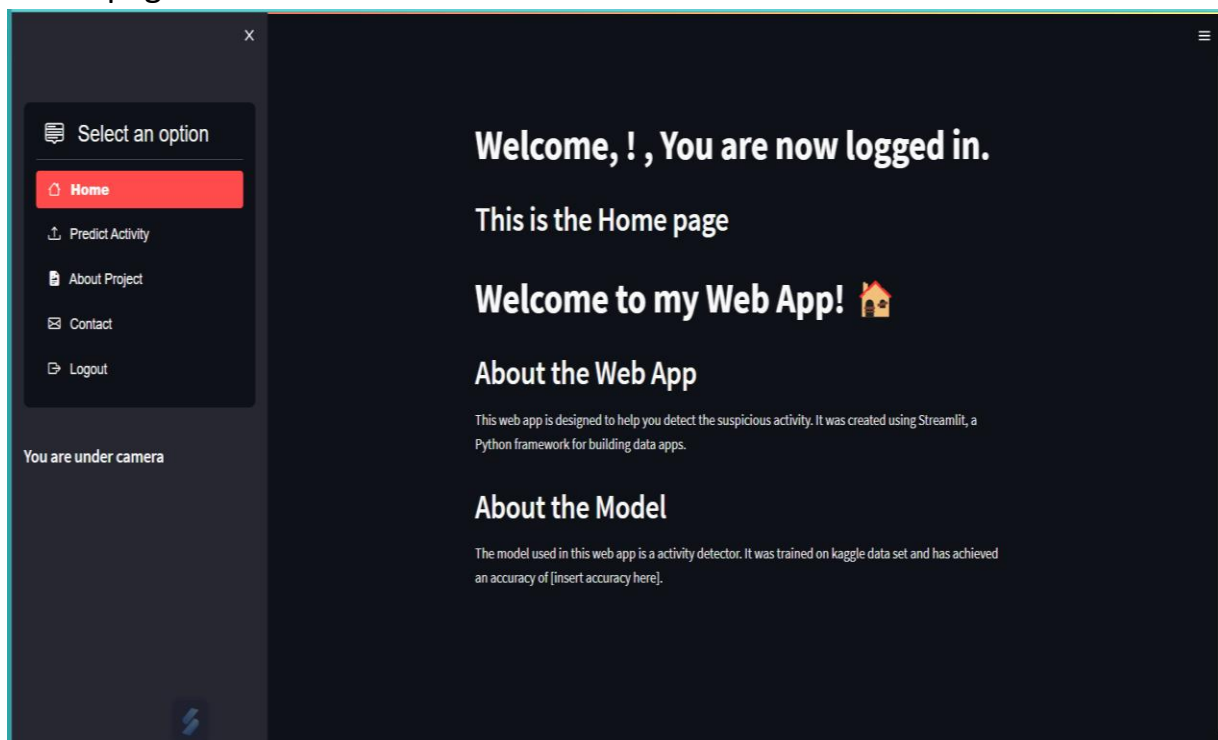 X
Select an option
Home
Predict Activity
About Project
Contact
Logout
You are under camera
Welcome, ! , You are now logged in.
This is the Home page
Welcome to my Web App!
About the Web App
This web app is designed to help you detect the suspicious activity. It was created using Streamlit, a
Python framework for building data apps.
About the Model
The model used in this web app is a activity detector. It was trained on kaggle data set and has achieved
an accuracy of [insert accuracy here].